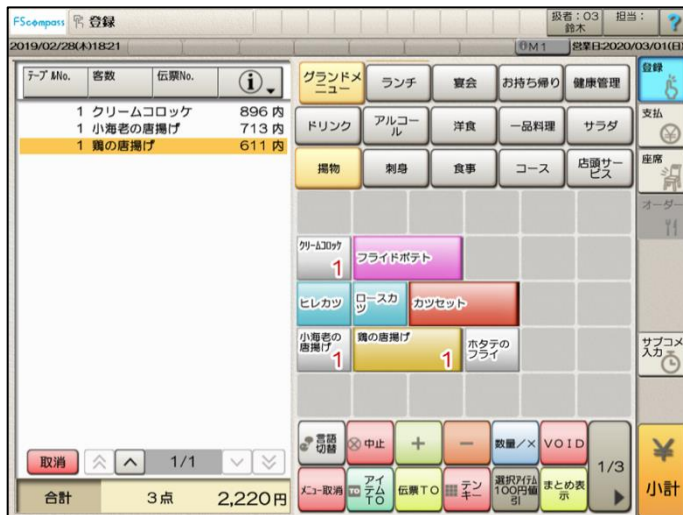 FScompass 登録
扱者:03 担当:
鈴木
?
2019/02/28(木)18:21
M1 営業日:2020/03/01(日)
テーブルNo. 客数 伝票No. i
1 クリームコロッケ 896内
1 小海老の唐揚げ 713内
1 鶏の唐揚げ 611内
取消 1/1
合計 3点 2,220円
グランドメ
ニュー
ランチ
宴会
お持ち帰り
健康管理
ドリンク
アルコー
ル
洋食
一品料理
サラダ
揚物
刺身
食事
コース
店頭サー
ビス
クリームコロッケ
1
フライドポテト
ヒレカツ
ロースカ
ツ
カツセット
小海老の
唐揚げ
1
鶏の唐揚げ
1
ホタテの
フライ
言語
切替
中止
+
−
数量/×
VOID
1/3
メニュー取消
アイ
テム
TO
TO
伝票TO
テン
キー
選択アイテム
100円値
引
まとめ表
示
登録
支払
座席
オーダー
サブコメ
入力
¥
小計